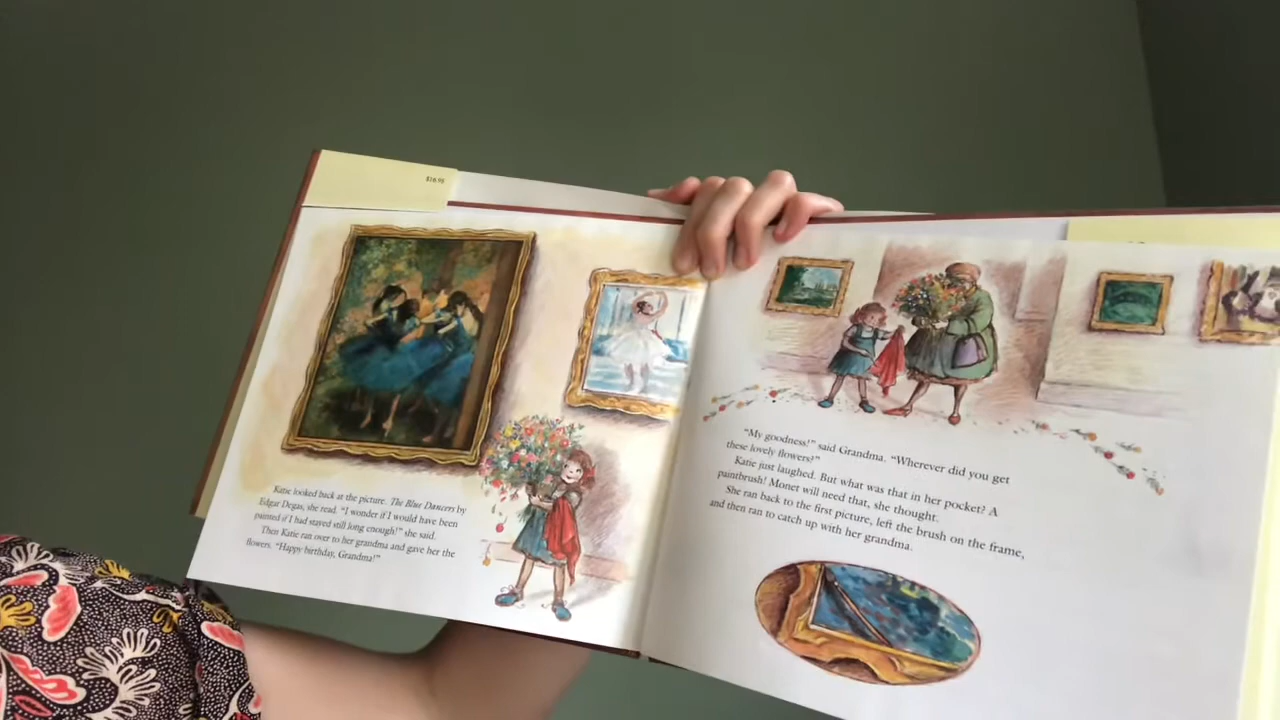 $16.95
Katie looked back at the picture. The Blue Dancers by
Edgar Degas, she read. “I wonder if I would have been
painted if I had stayed still long enough!” she said.
Then Katie ran over to her grandma and gave her the
flowers. “Happy birthday, Grandma!”
“My goodness!” said Grandma. “Wherever did you get
these lovely flowers?”
Katie just laughed. But what was that in her pocket? A
paintbrush! Monet will need that, she thought.
She ran back to the first picture, left the brush on the frame,
and then ran to catch up with her grandma.